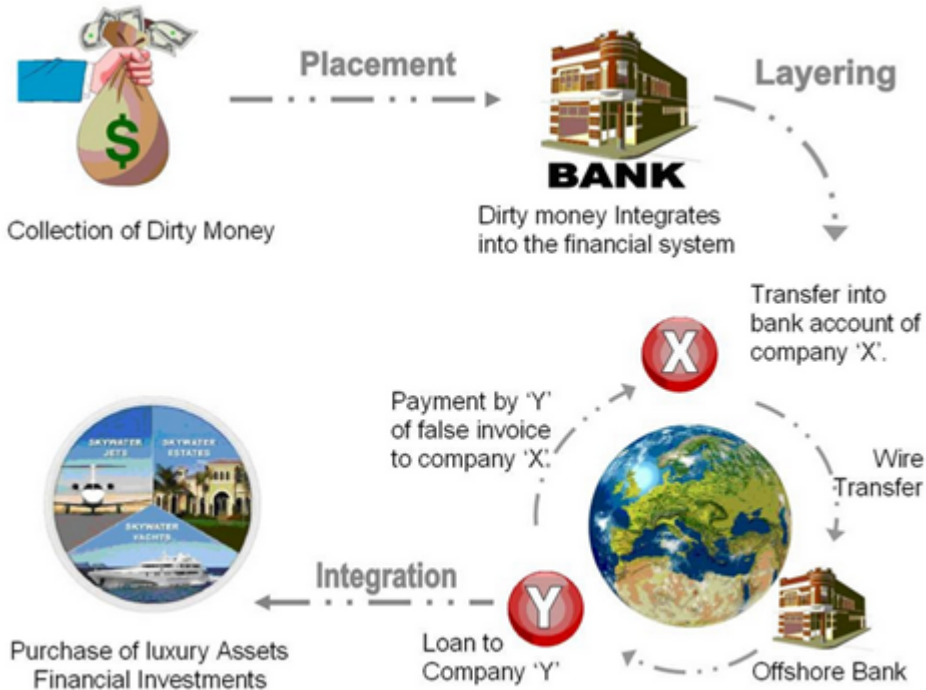 Placement
Layering
$
BANK
Collection of Dirty Money
Dirty money Integrates
into the financial system
Transfer into
bank account of
company ‘X’.
X
Payment by ‘Y’
of false invoice
to company ‘X’.
Wire
Transfer
SKYWATER
JETS
SKYWATER
ESTATES
SKYWATER
YACHTS
Integration
Y
Purchase of luxury Assets
Financial Investments
Loan to
Company ‘Y’
Offshore Bank